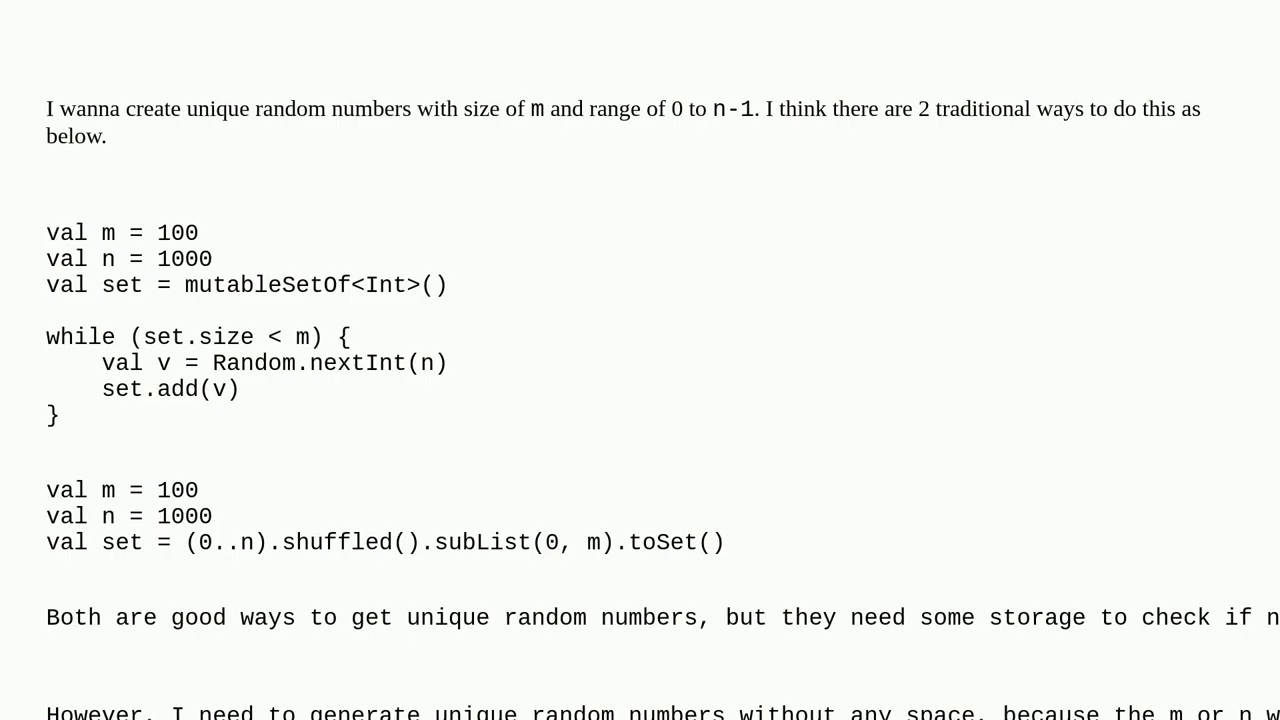 I wanna create unique random numbers with size of m and range of 0 to n-1. I think there are 2 traditional ways to do this as
below.
val m = 100
val n = 1000
val set = mutableSetOf<Int>()
while (set.size < m) {
    val v = Random.nextInt(n)
    set.add(v)
}
val m = 100
val n = 1000
val set = (0..n).shuffled().subList(0, m).toSet()
Both are good ways to get unique random numbers, but they need some storage to check if
However, I need to generate unique random numbers without any space, because the m or n